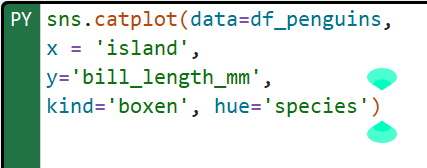 PY sns.catplot(data=df_penguins,
x = 'island',
y='bill_length_mm',
kind='boxen', hue='species')